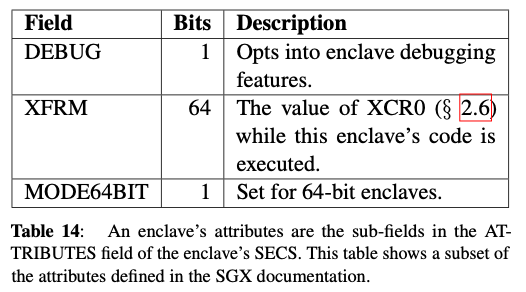 Field Bits Description
DEBUG 1 Opts into enclave debugging
features.
XFRM 64 The value of XCR0 (§ 2.6)
while this enclave's code is
executed.
MODE64BIT 1 Set for 64-bit enclaves.
Table 14: An enclave's attributes are the sub-fields in the AT-
TRIBUTES field of the enclave's SECS. This table shows a subset of
the attributes defined in the SGX documentation.